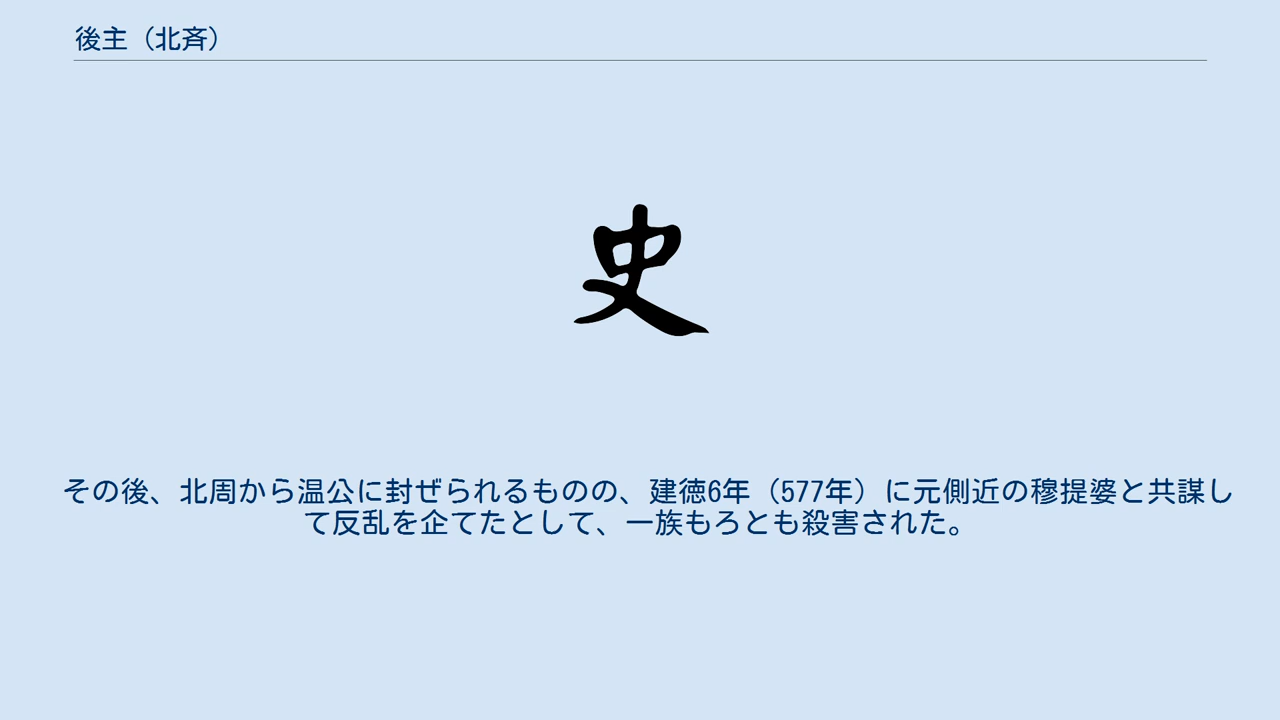 後主（北斉）
史
その後、北周から温公に封ぜられるものの、建徳6年（577年）に元側近の穆提婆と共謀し
て反乱を企てたとして、一族もろとも殺害された。